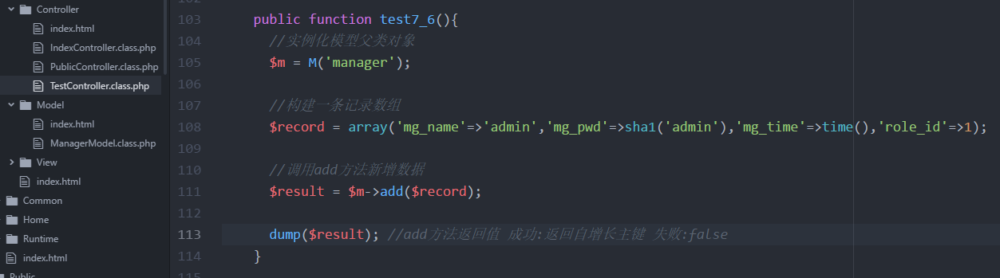 Controller
index.html
IndexController.class.php
PublicController.class.php
TestController.class.php
Model
index.html
ManagerModel.class.php
View
index.html
Common
Home
Runtime
index.html
Public
103 public function test7_6(){
104 //实例化模型父类对象
105 $m = M('manager');
106
107 //构建一条记录数组
108 $record = array('mg_name'=>'admin','mg_pwd'=>sha1('admin'),'mg_time'=>time(),'role_id'=>1);
109
110 //调用add方法新增数据
111 $result = $m->add($record);
112
113 dump($result); //add方法返回值 成功:返回自增长主键 失败:false
114 }
115